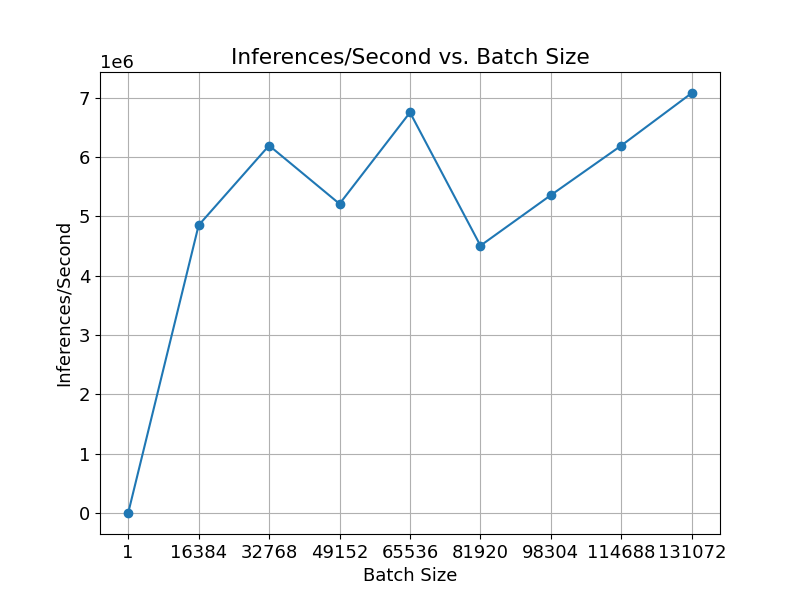 Inferences/Second vs. Batch Size
1e6
7
6
5
4
3
2
1
0
Inferences/Second
1 16384 32768 49152 65536 81920 98304 114688 131072
Batch Size